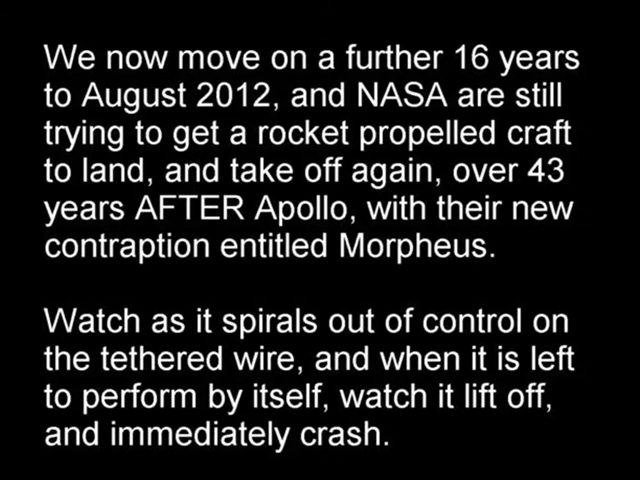 We now move on a further 16 years
to August 2012, and NASA are still
trying to get a rocket propelled craft
to land, and take off again, over 43
years AFTER Apollo, with their new
contraption entitled Morpheus.
Watch as it spirals out of control on
the tethered wire, and when it is left
to perform by itself, watch it lift off,
and immediately crash.